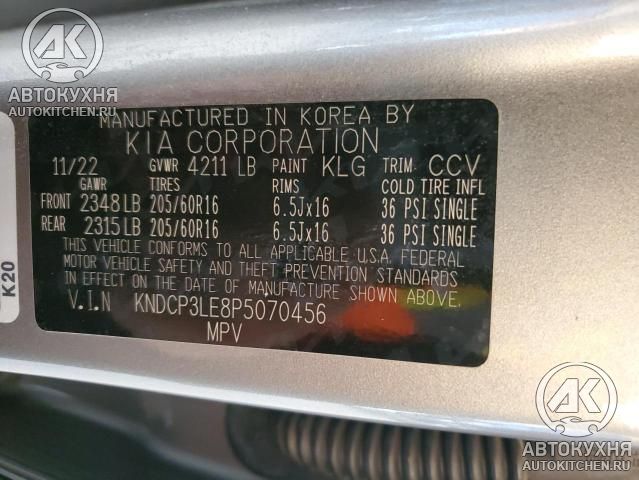 АК
АВТОКУХНЯ
AUTOKITCHEN.RU
MANUFACTURED IN KOREA BY
KIA CORPORATION
11/22 GVWR 4211 LB PAINT KLG TRIM CCV
GAWR TIRES RIMS COLD TIRE INFL
FRONT 2348 LB 205/60R16 6.5Jx16 36 PSI SINGLE
REAR 2315 LB 205/60R16 6.5Jx16 36 PSI SINGLE
THIS VEHICLE CONFORMS TO ALL APPLICABLE U.S.A. FEDERAL
MOTOR VEHICLE SAFETY AND THEFT PREVENTION STANDARDS
IN EFFECT ON THE DATE OF MANUFACTURE SHOWN ABOVE.
V.I.N KNDCP3LE8P5070456
MPV
K20
АК
АВТОКУХНЯ
AUTOKITCHEN.RU